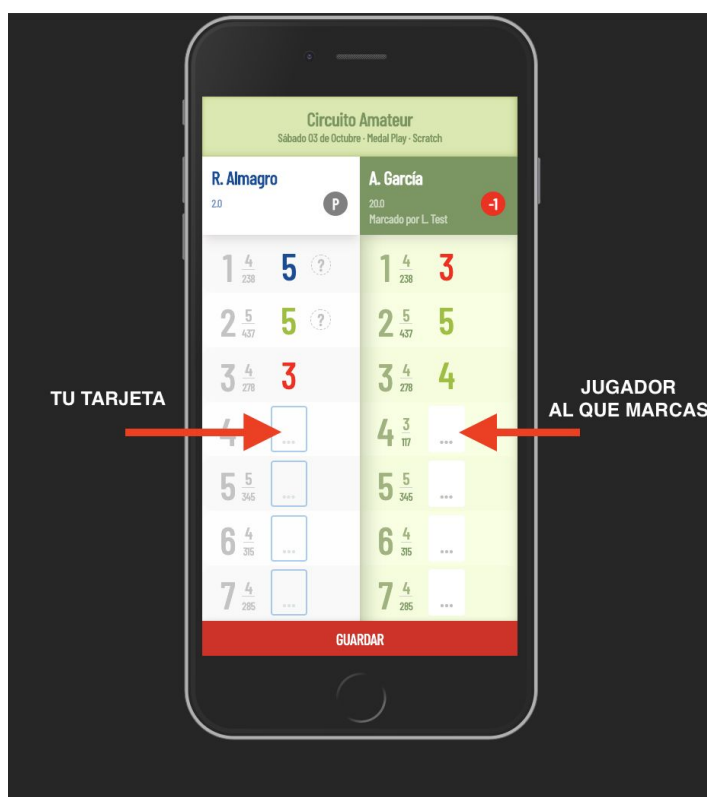 Circuito Amateur
Sábado 03 de Octubre · Medal Play · Scratch
R. Almagro
2.0
P
A. García
20.0
Marcado por L. Test
-1
1 4/238 5 ?
1 4/238 3
2 5/437 5 ?
2 5/437 5
3 4/278 3
3 4/278 4
TU TARJETA
JUGADOR
AL QUE MARCAS
4 ...
4 3/117 ...
5 5/345 ...
5 5/345 ...
6 4/315 ...
6 4/315 ...
7 4/285 ...
7 4/285 ...
GUARDAR